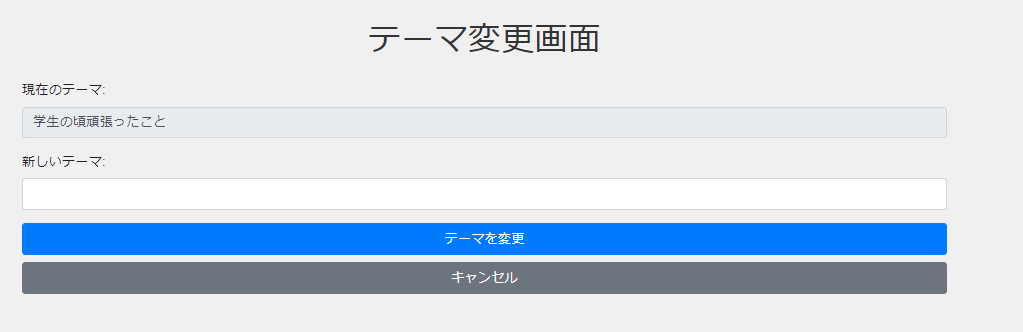 テーマ変更画面
現在のテーマ:
学生の頃頑張ったこと
新しいテーマ:
テーマを変更
キャンセル